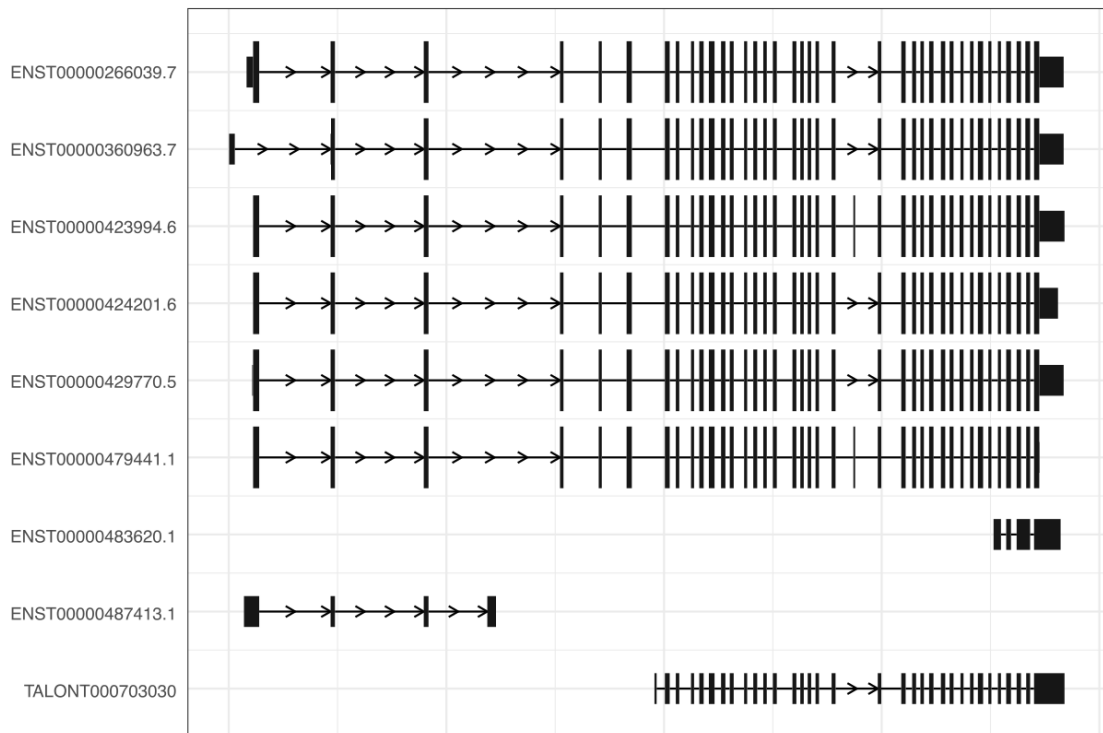 ENST00000266039.7
ENST00000360963.7
ENST00000423994.6
ENST00000424201.6
ENST00000429770.5
ENST00000479441.1
ENST00000483620.1
ENST00000487413.1
TALONT000703030